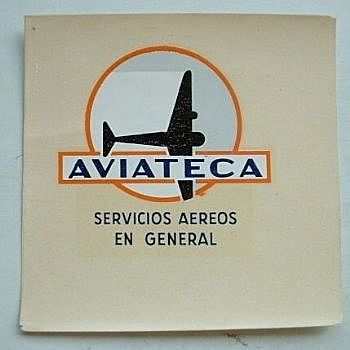 AVIATECA
SERVICIOS AEREOS
EN GENERAL